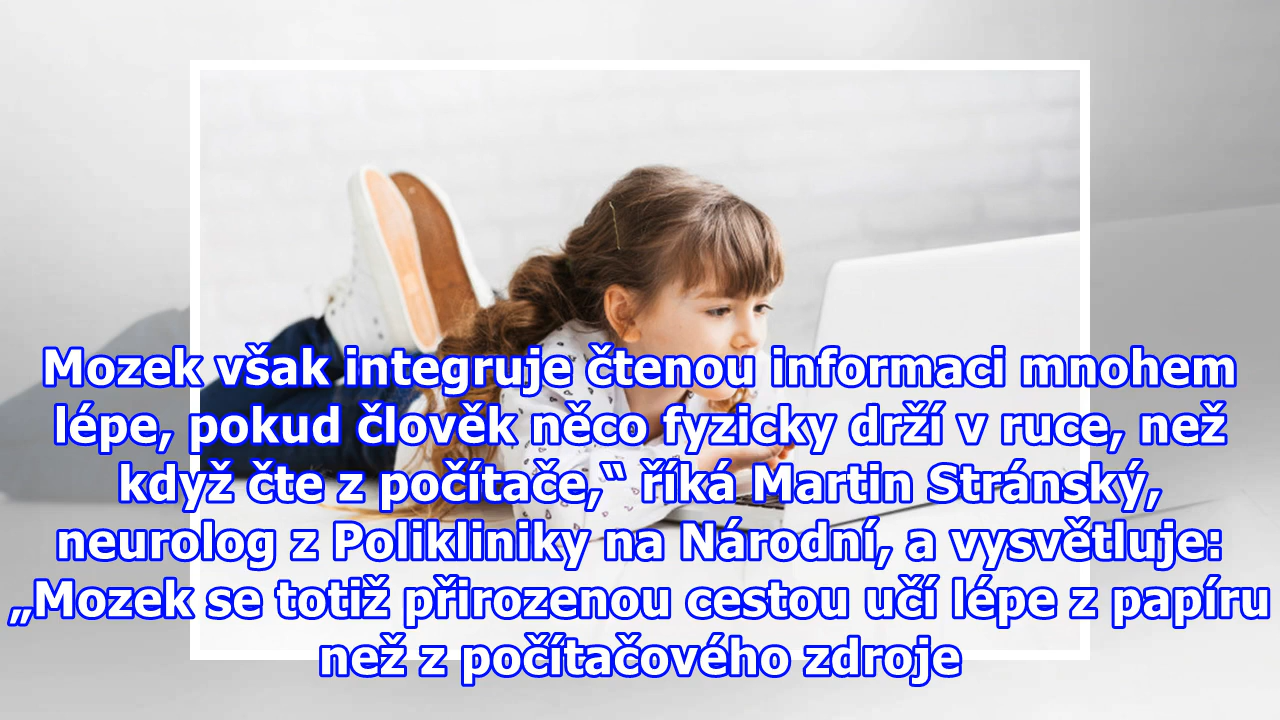 Mozek však integruje čtenou informaci mnohem
lépe, pokud člověk něco fyzicky drží v ruce, než
když čte z počítače,“ říká Martin Stránský,
neurolog z Polikliniky na Národní, a vysvětluje:
„Mozek se totiž přirozenou cestou učí lépe z papíru
než z počítačového zdroje